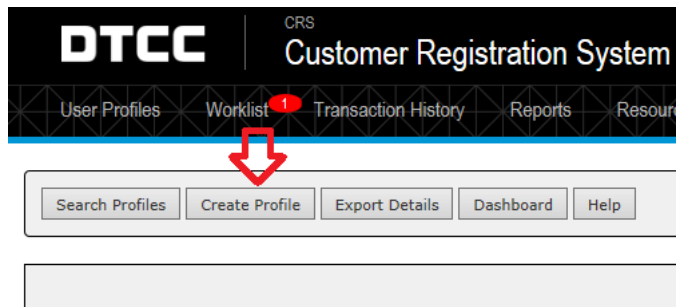 DTCC
CRS
Customer Registration System
User Profiles Worklist 1 Transaction History Reports Resour
Search Profiles Create Profile Export Details Dashboard Help